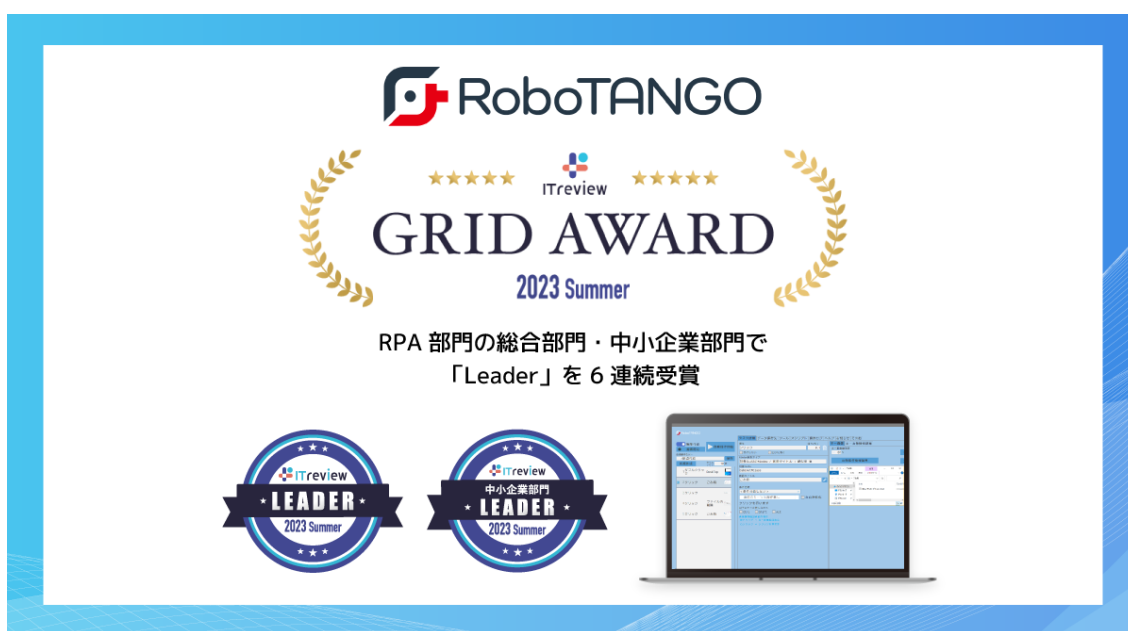 RoboTANGO
ITreview
GRID AWARD
2023 Summer
RPA 部門の総合部門・中小企業部門で
「Leader」を 6 連続受賞
ITreview
LEADER
2023 Summer
ITreview
中小企業部門
LEADER
2023 Summer